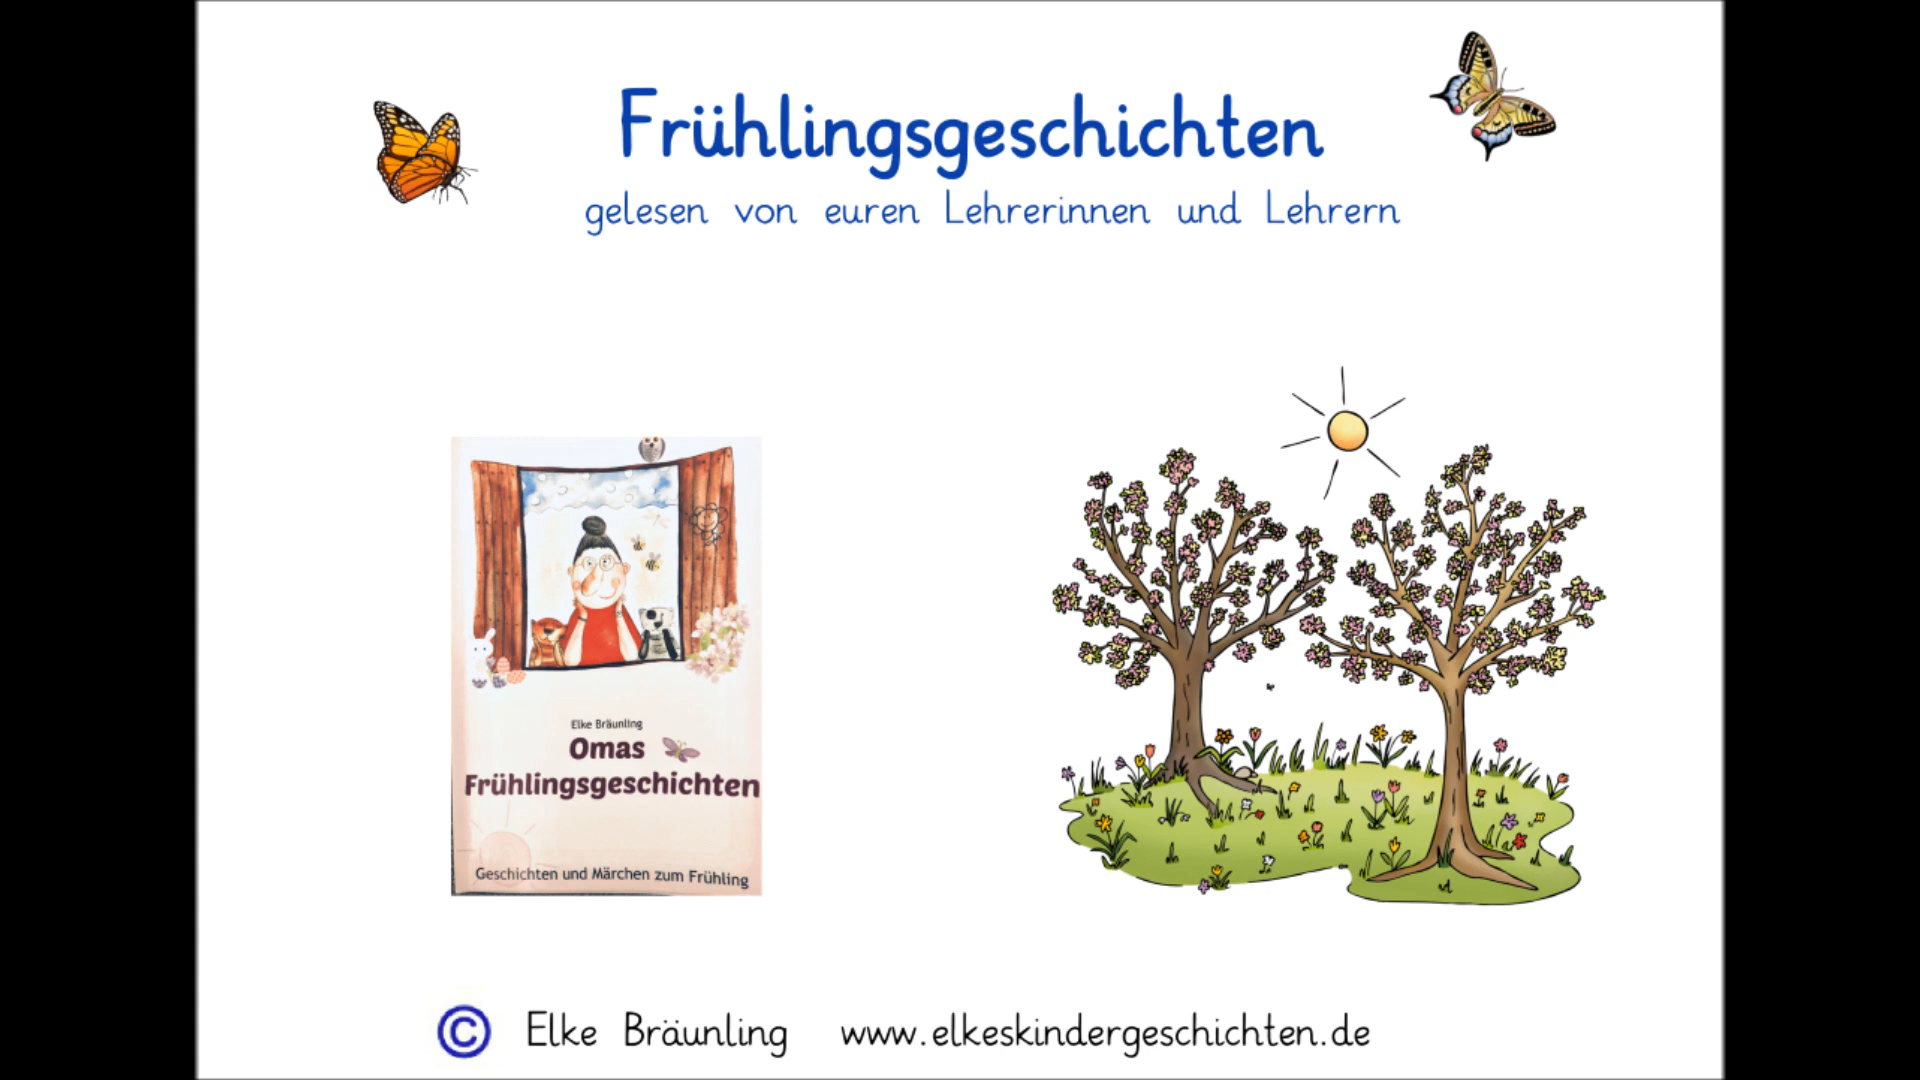 Frühlingsgeschichten
gelesen von euren Lehrerinnen und Lehrern
Elke Bräunling
Omas
Frühlingsgeschichten
Geschichten und Märchen zum Frühling
© Elke Bräunling www.elkeskindergeschichten.de